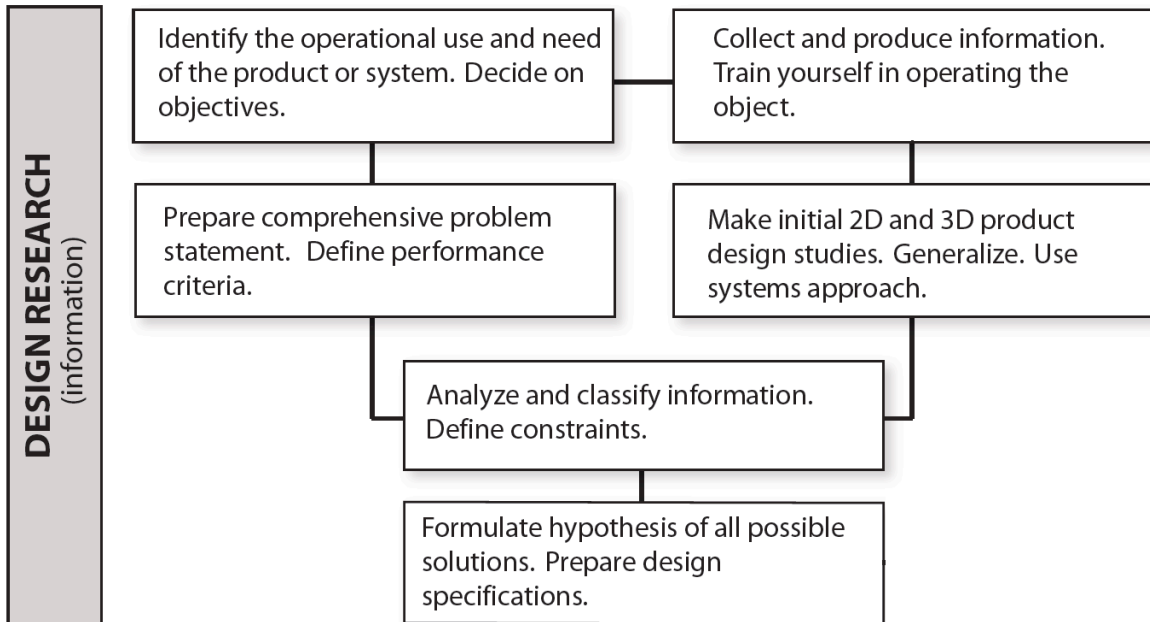 DESIGN RESEARCH
(information)
Identify the operational use and need
of the product or system. Decide on
objectives.
Collect and produce information.
Train yourself in operating the
object.
Prepare comprehensive problem
statement. Define performance
criteria.
Make initial 2D and 3D product
design studies. Generalize. Use
systems approach.
Analyze and classify information.
Define constraints.
Formulate hypothesis of all possible
solutions. Prepare design
specifications.